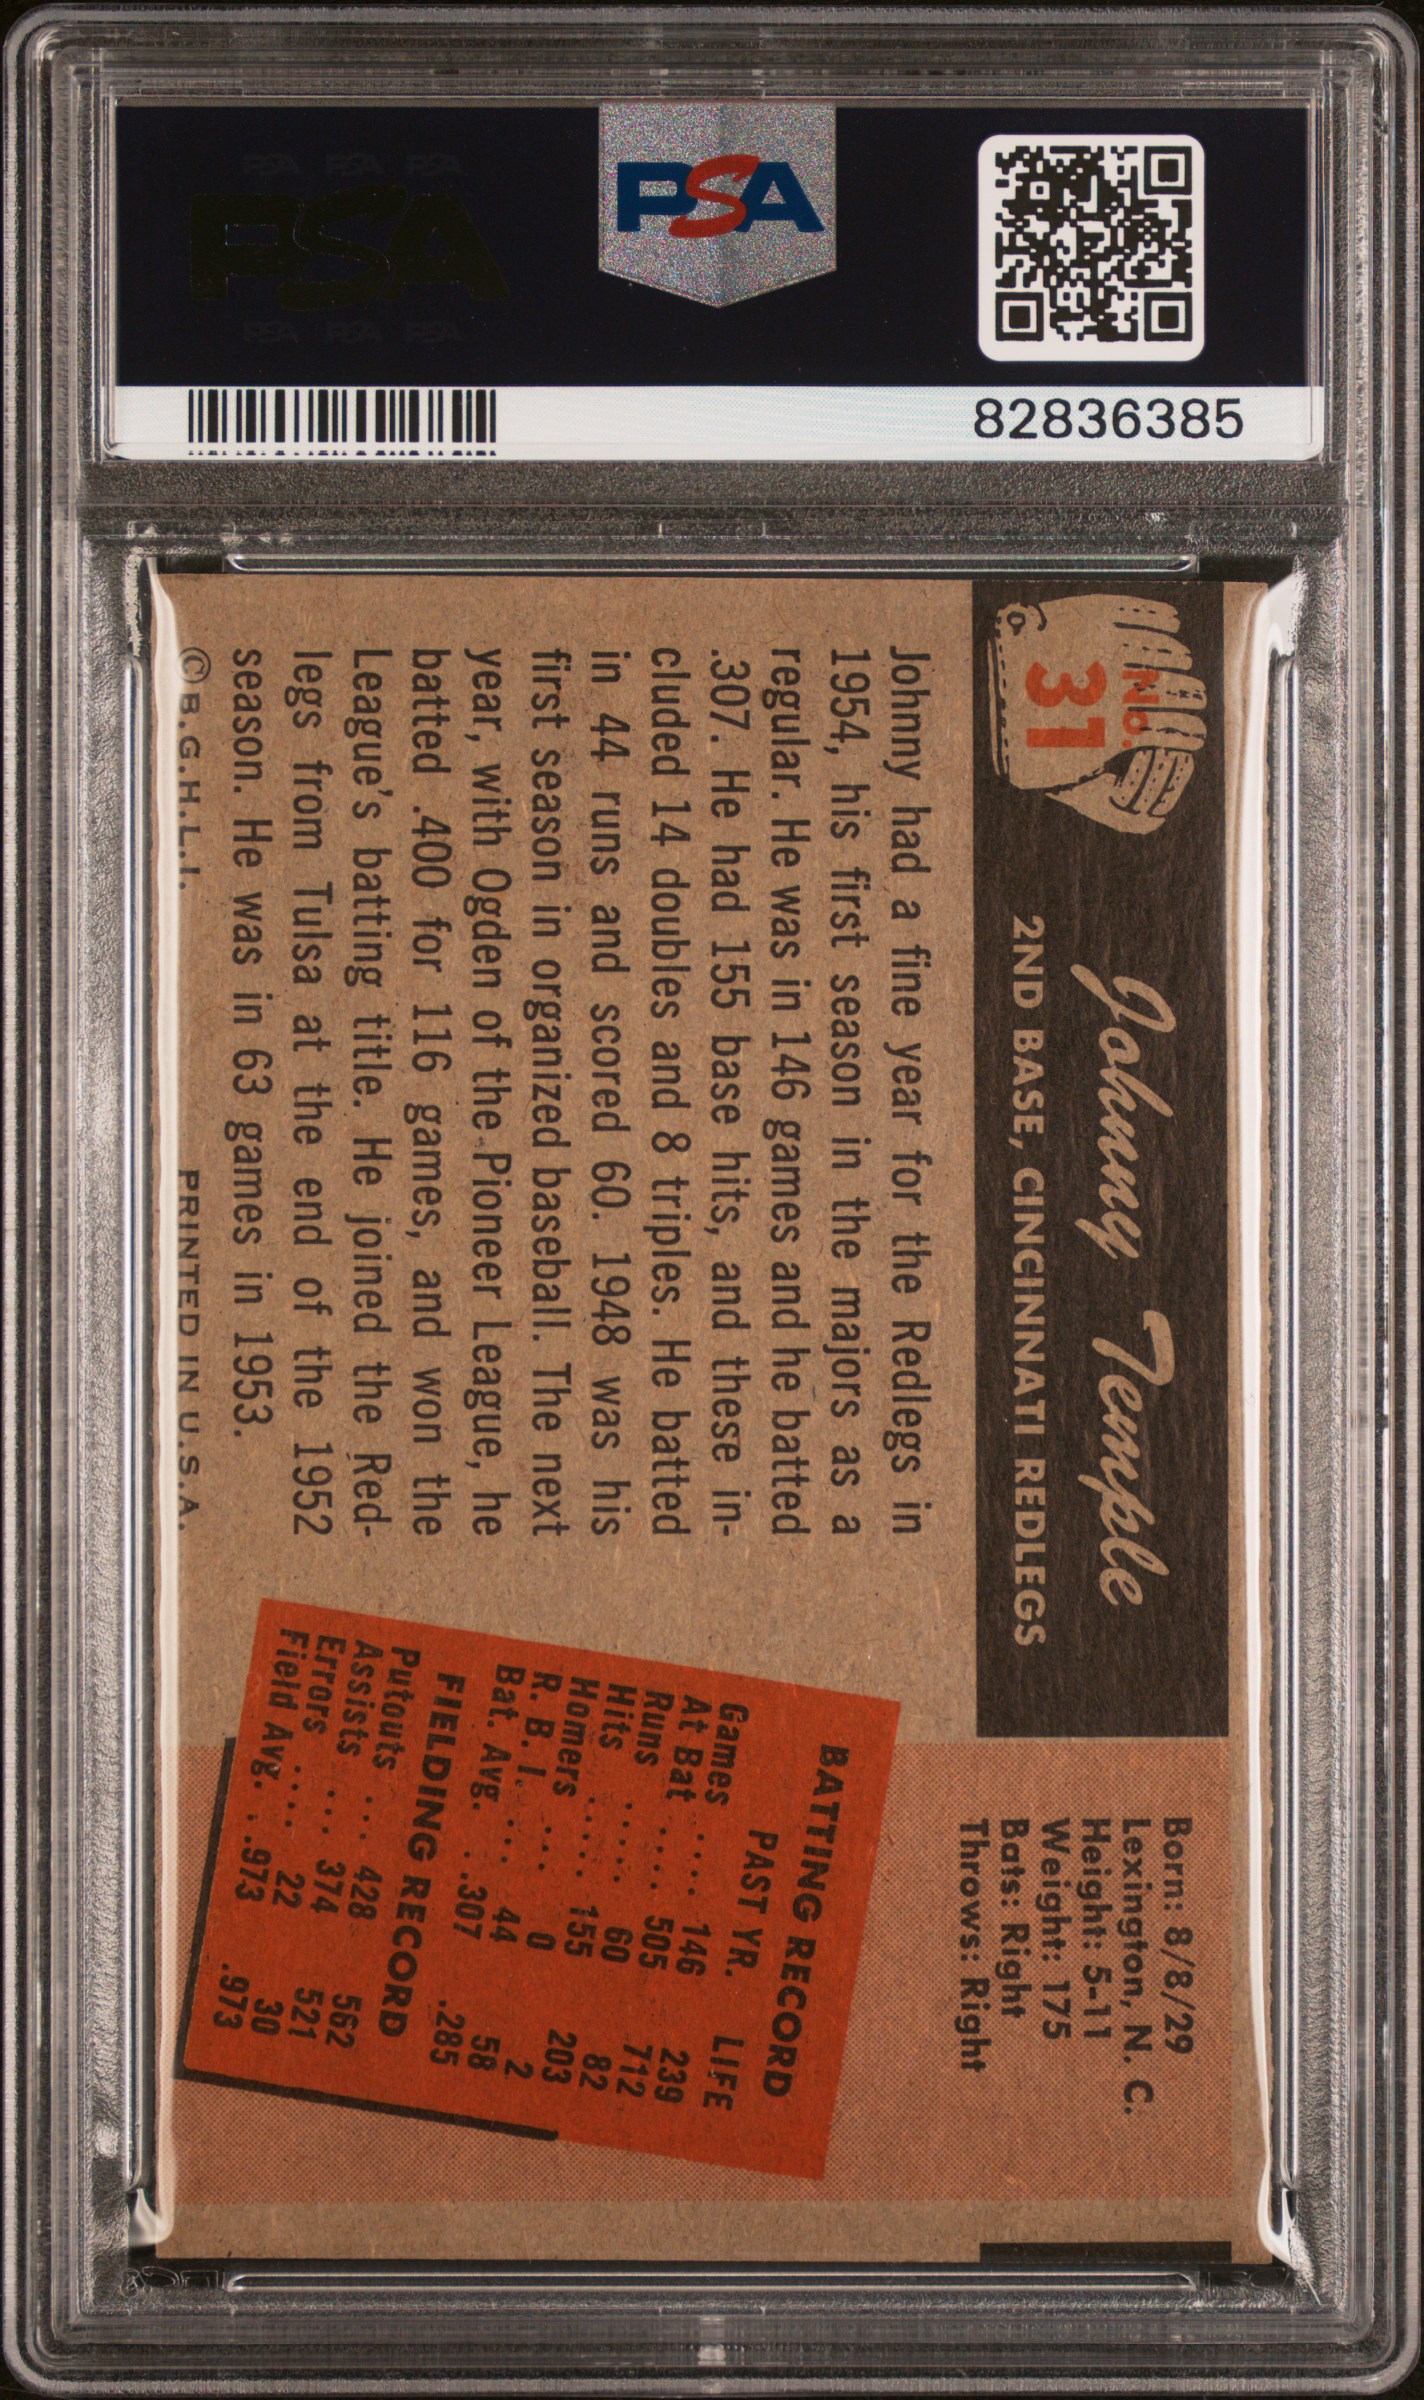 PSA
PSA PSA PSA
PSA
PSA PSA PSA
82836385
No.
31
Johnny Temple
2ND BASE, CINCINNATI REDLEGS
Born: 8/8/29
Lexington, N. C.
Height: 5-11
Weight: 175
Bats: Right
Throws: Right
Johnny had a fine year for the Redlegs in
1954, his first season in the majors as a
regular. He was in 146 games and he batted
.307. He had 155 base hits, and these in-
cluded 14 doubles and 8 triples. He batted
in 44 runs and scored 60. 1948 was his
first season in organized baseball. The next
year, with Ogden of the Pioneer League, he
batted .400 for 116 games, and won the
League's batting title. He joined the Red-
legs from Tulsa at the end of the 1952
season. He was in 63 games in 1953.
BATTING RECORD
PAST YR. LIFE
Games .... 146 239
At Bat .... 505 712
Runs ..... 60 82
Hits ..... 155 203
Homers ... 0 2
R. B. I. ... 44 58
Bat. Avg. . .307 .285
FIELDING RECORD
Putouts ... 428 562
Assists ... 374 521
Errors .... 22 30
Field Avg. . .973 .973
© B.G.H.L.I. PRINTED IN U.S.A.